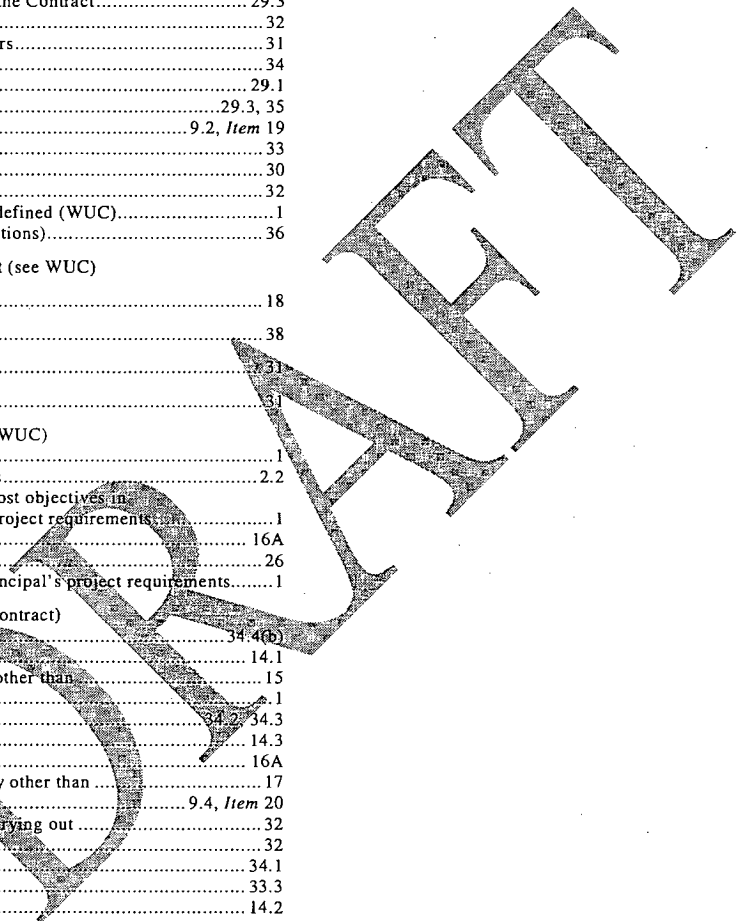 the Contract 29.3
32
rs 31
34
29.1
29.3, 35
9.2, Item 19
33
30
32
defined (WUC) 1
tions) 36
t (see WUC)
18
38
31
31
WUC)
1
s 2.2
ost objectives in
roject requirements 1
16A
26
ncipal's project requirements 1
ontract)
34.4(b)
14.1
other than 15
1
34.2, 34.3
14.3
16A
y other than 17
9.4, Item 20
rying out 32
32
34.1
33.3
14.2
DRAFT